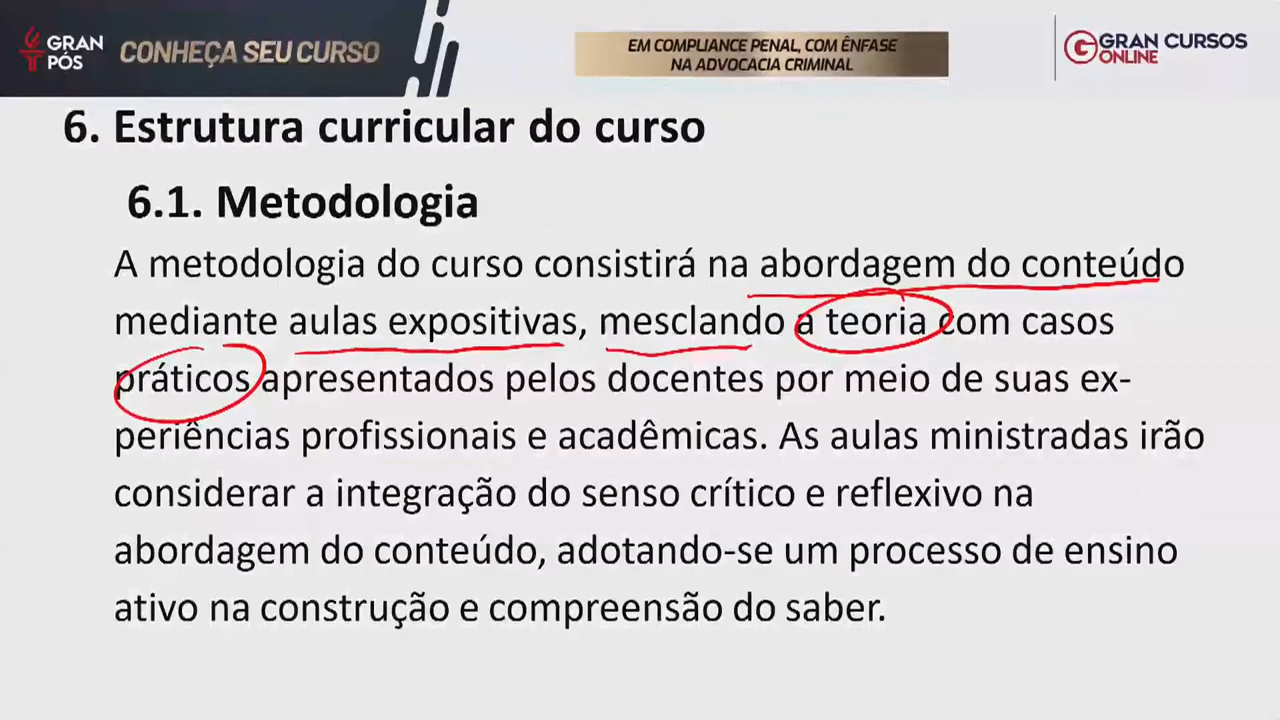 GRAN
PÓS
CONHEÇA SEU CURSO
EM COMPLIANCE PENAL, COM ÊNFASE
NA ADVOCACIA CRIMINAL
GRAN CURSOS
ONLINE
6. Estrutura curricular do curso
6.1. Metodologia
A metodologia do curso consistirá na abordagem do conteúdo
mediante aulas expositivas, mesclando a teoria com casos
práticos apresentados pelos docentes por meio de suas ex-
periências profissionais e acadêmicas. As aulas ministradas irão
considerar a integração do senso crítico e reflexivo na
abordagem do conteúdo, adotando-se um processo de ensino
ativo na construção e compreensão do saber.